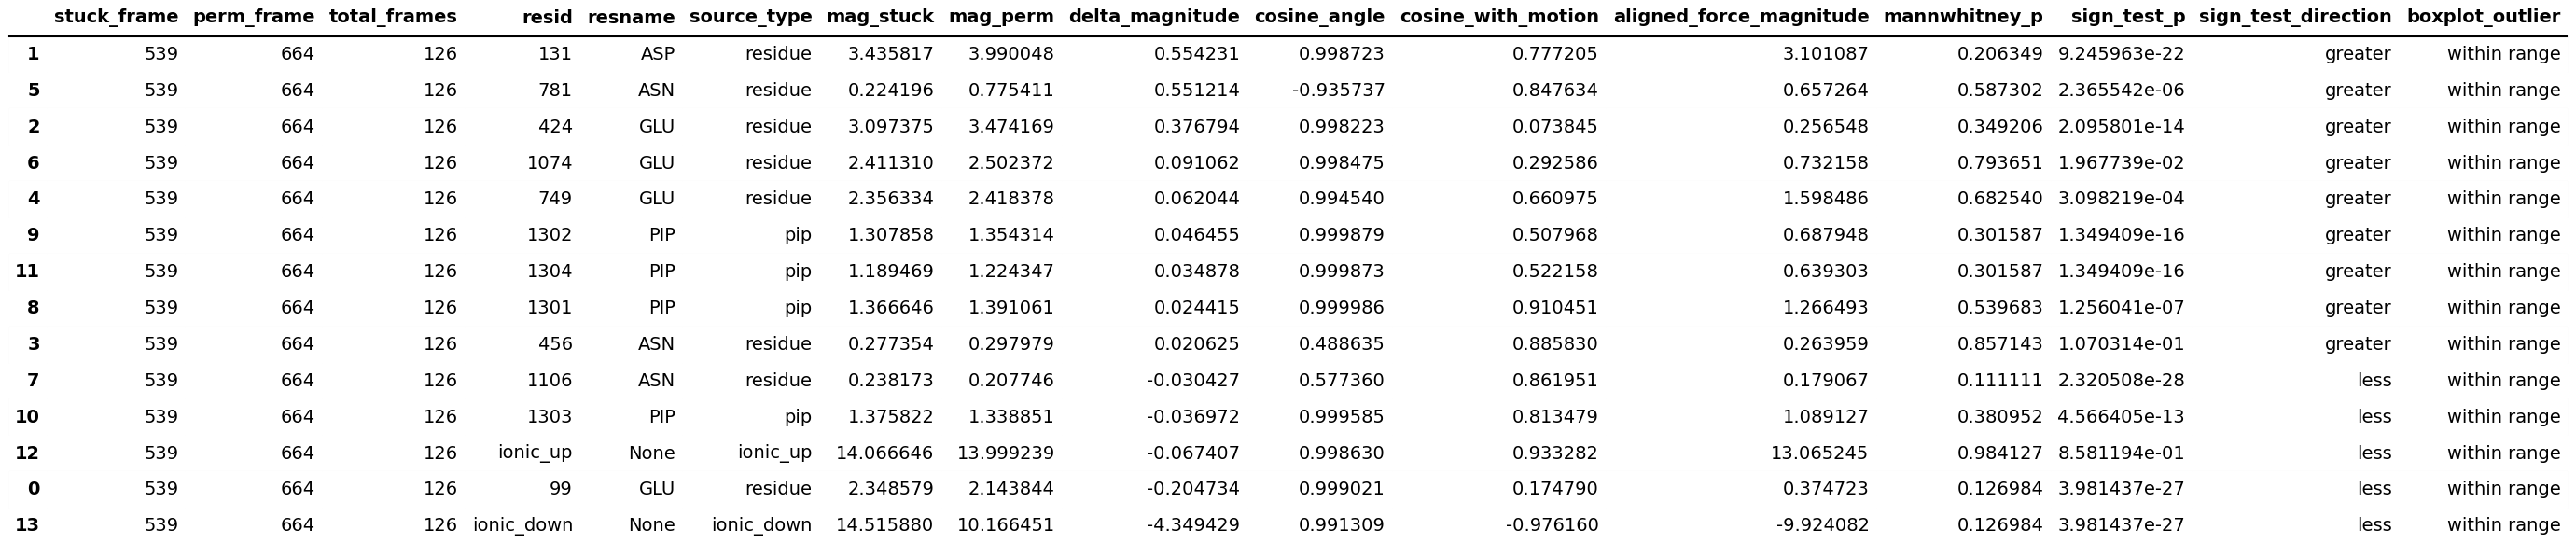 stuck_frame perm_frame total_frames resid resname source_type mag_stuck mag_perm delta_magnitude cosine_angle cosine_with_motion aligned_force_magnitude mannwhitney_p sign_test_p sign_test_direction boxplot_outlier
1 539 664 126 131 ASP residue 3.435817 3.990048 0.554231 0.998723 0.777205 3.101087 0.206349 9.245963e-22 greater within range
5 539 664 126 781 ASN residue 0.224196 0.775411 0.551214 -0.935737 0.847634 0.657264 0.587302 2.365542e-06 greater within range
2 539 664 126 424 GLU residue 3.097375 3.474169 0.376794 0.998223 0.073845 0.256548 0.349206 2.095801e-14 greater within range
6 539 664 126 1074 GLU residue 2.411310 2.502372 0.091062 0.998475 0.292586 0.732158 0.793651 1.967739e-02 greater within range
4 539 664 126 749 GLU residue 2.356334 2.418378 0.062044 0.994540 0.660975 1.598486 0.682540 3.098219e-04 greater within range
9 539 664 126 1302 PIP pip 1.307858 1.354314 0.046455 0.999879 0.507968 0.687948 0.301587 1.349409e-16 greater within range
11 539 664 126 1304 PIP pip 1.189469 1.224347 0.034878 0.999873 0.522158 0.639303 0.301587 1.349409e-16 greater within range
8 539 664 126 1301 PIP pip 1.366646 1.391061 0.024415 0.999986 0.910451 1.266493 0.539683 1.256041e-07 greater within range
3 539 664 126 456 ASN residue 0.277354 0.297979 0.020625 0.488635 0.885830 0.263959 0.857143 1.070314e-01 greater within range
7 539 664 126 1106 ASN residue 0.238173 0.207746 -0.030427 0.577360 0.861951 0.179067 0.111111 2.320508e-28 less within range
10 539 664 126 1303 PIP pip 1.375822 1.338851 -0.036972 0.999585 0.813479 1.089127 0.380952 4.566405e-13 less within range
12 539 664 126 ionic_up None ionic_up 14.066646 13.999239 -0.067407 0.998630 0.933282 13.065245 0.984127 8.581194e-01 less within range
0 539 664 126 99 GLU residue 2.348579 2.143844 -0.204734 0.999021 0.174790 0.374723 0.126984 3.981437e-27 less within range
13 539 664 126 ionic_down None ionic_down 14.515880 10.166451 -4.349429 0.991309 -0.976160 -9.924082 0.126984 3.981437e-27 less within range